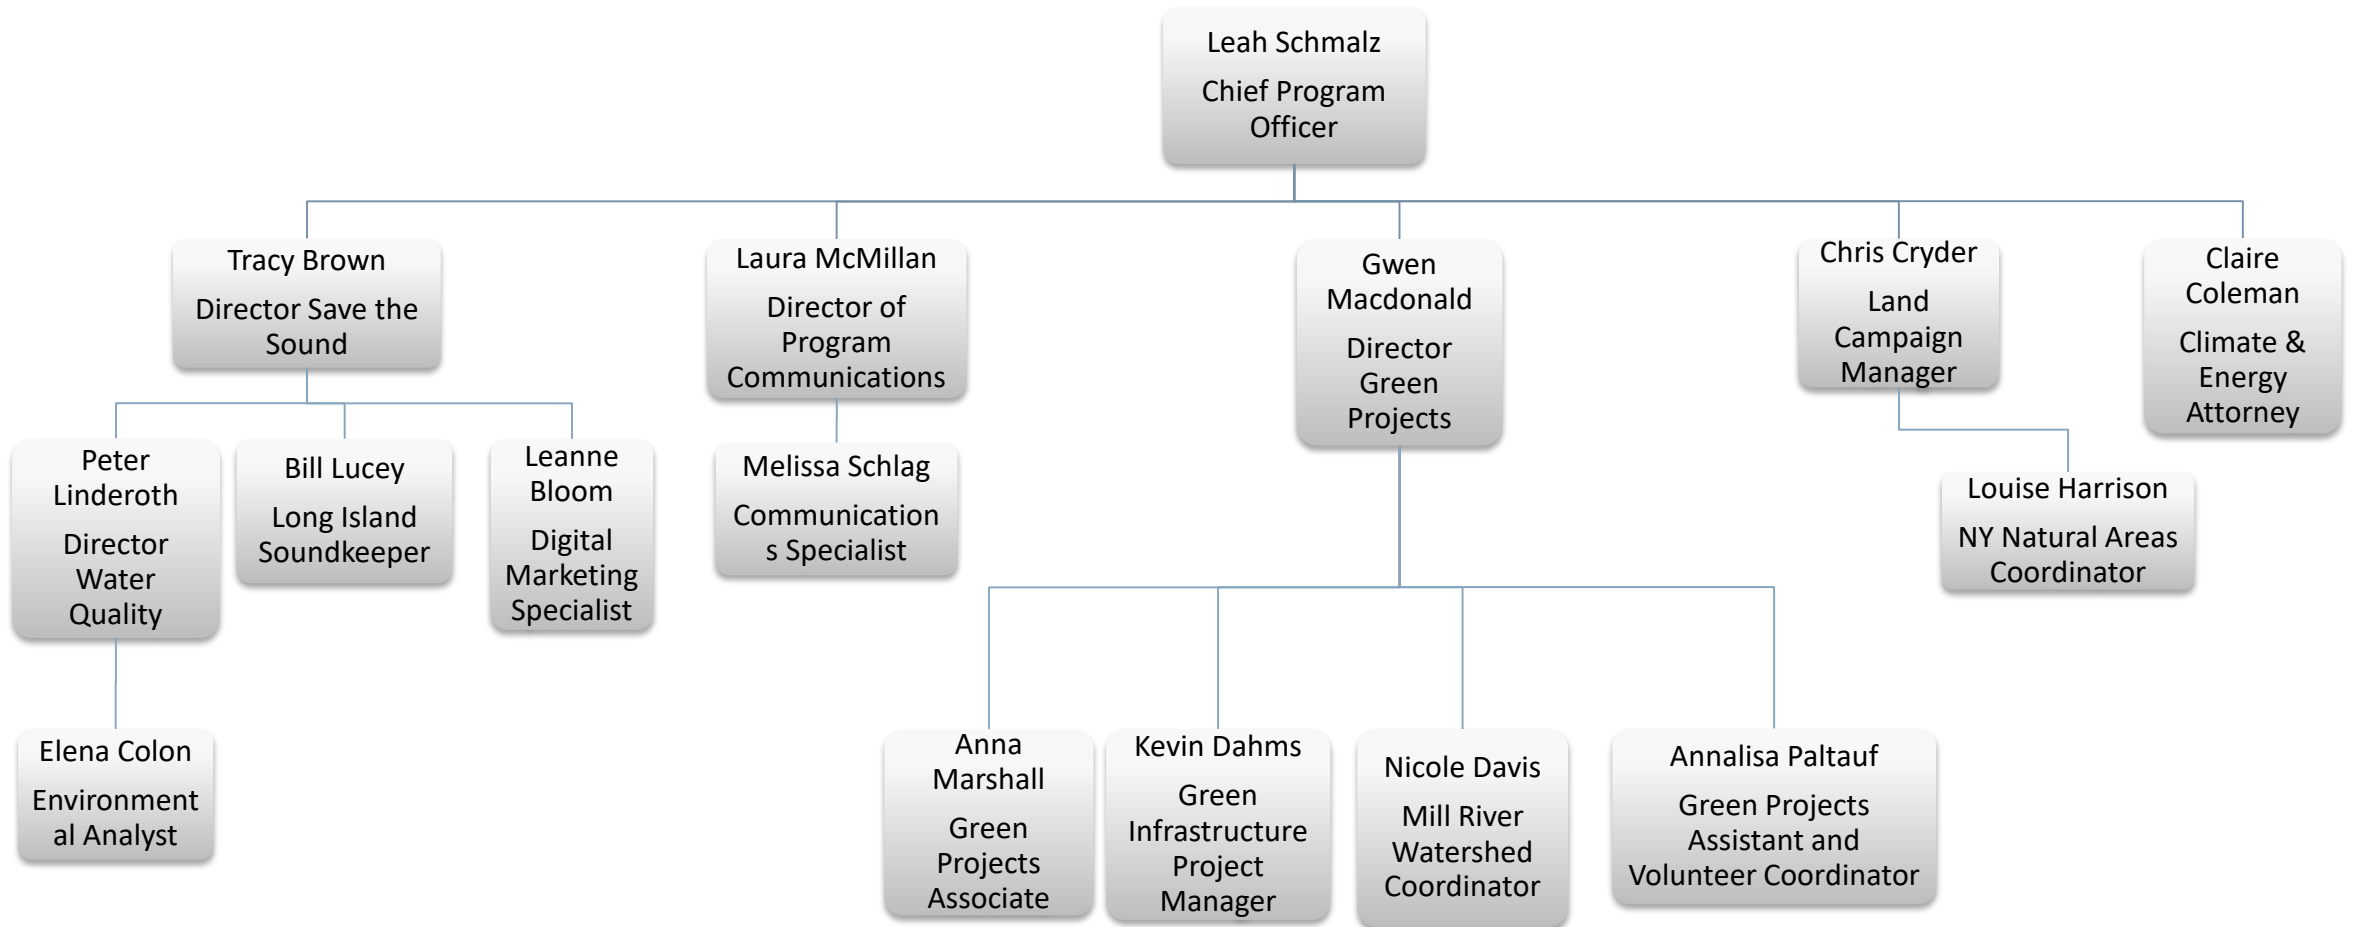 Leah Schmalz
Chief Program
Officer
Tracy Brown
Director Save the
Sound
Laura McMillan
Director of
Program
Communications
Gwen
Macdonald
Director
Green
Projects
Chris Cryder
Land
Campaign
Manager
Claire
Coleman
Climate &
Energy
Attorney
Peter
Linderoth
Director
Water
Quality
Bill Lucey
Long Island
Soundkeeper
Leanne
Bloom
Digital
Marketing
Specialist
Melissa Schlag
Communication
s Specialist
Louise Harrison
NY Natural Areas
Coordinator
Elena Colon
Environment
al Analyst
Anna
Marshall
Green
Projects
Associate
Kevin Dahms
Green
Infrastructure
Project
Manager
Nicole Davis
Mill River
Watershed
Coordinator
Annalisa Paltauf
Green Projects
Assistant and
Volunteer Coordinator